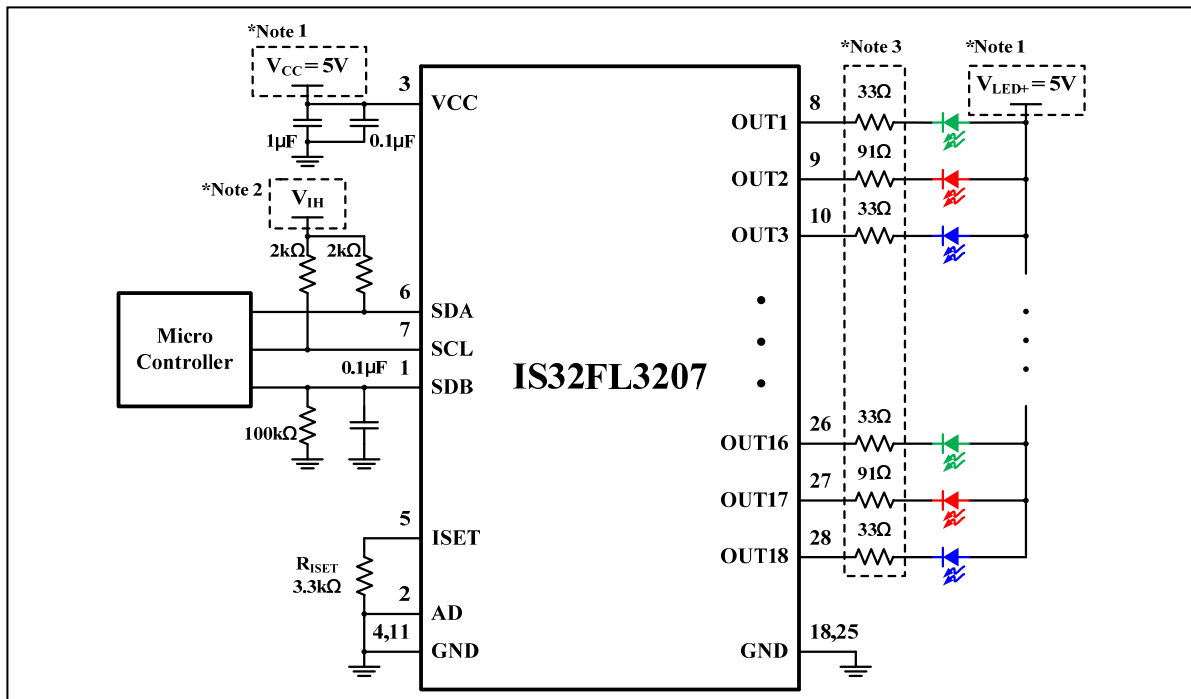 *Note 1
VCC = 5V
3
VCC
1µF
0.1µF
*Note 2
VIH
2kΩ
2kΩ
6
SDA
7
SCL
1
SDB
Micro
Controller
0.1µF
100kΩ
5
ISET
RISET
3.3kΩ
2
AD
4,11
GND
IS32FL3207
*Note 3
*Note 1
VLED+ = 5V
8
OUT1
33Ω
9
OUT2
91Ω
10
OUT3
33Ω
26
OUT16
33Ω
27
OUT17
91Ω
28
OUT18
33Ω
18,25
GND